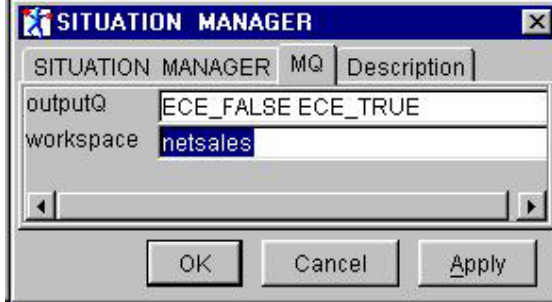 SITUATION MANAGER
SITUATION MANAGER MQ Description
outputQ ECE_FALSE ECE_TRUE
workspace netsales
OK Cancel Apply